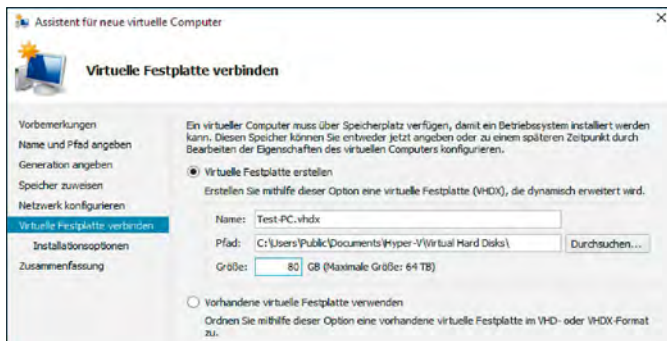 Assistent für neue virtuelle Computer
Virtuelle Festplatte verbinden
Vorbemerkungen
Name und Pfad angeben
Generation angeben
Speicher zuweisen
Netzwerk konfigurieren
Virtuelle Festplatte verbinden
Installationsoptionen
Zusammenfassung
Ein virtueller Computer muss über Speicherplatz verfügen, damit ein Betriebssystem installiert werden
kann. Diesen Speicher können Sie entweder jetzt angeben oder zu einem späteren Zeitpunkt durch
Bearbeiten der Eigenschaften des virtuellen Computers konfigurieren.
Virtuelle Festplatte erstellen
Erstellen Sie mithilfe dieser Option eine virtuelle Festplatte (VHDX), die dynamisch erweitert wird.
Name: Test-PC.vhdx
Pfad: C:\Users\Public\Documents\Hyper-V\Virtual Hard Disks\ Durchsuchen...
Größe: 80 GB (Maximale Größe: 64 TB)
Vorhandene virtuelle Festplatte verwenden
Ordnen Sie mithilfe dieser Option eine vorhandene virtuelle Festplatte im VHD- oder VHDX-Format
zu.